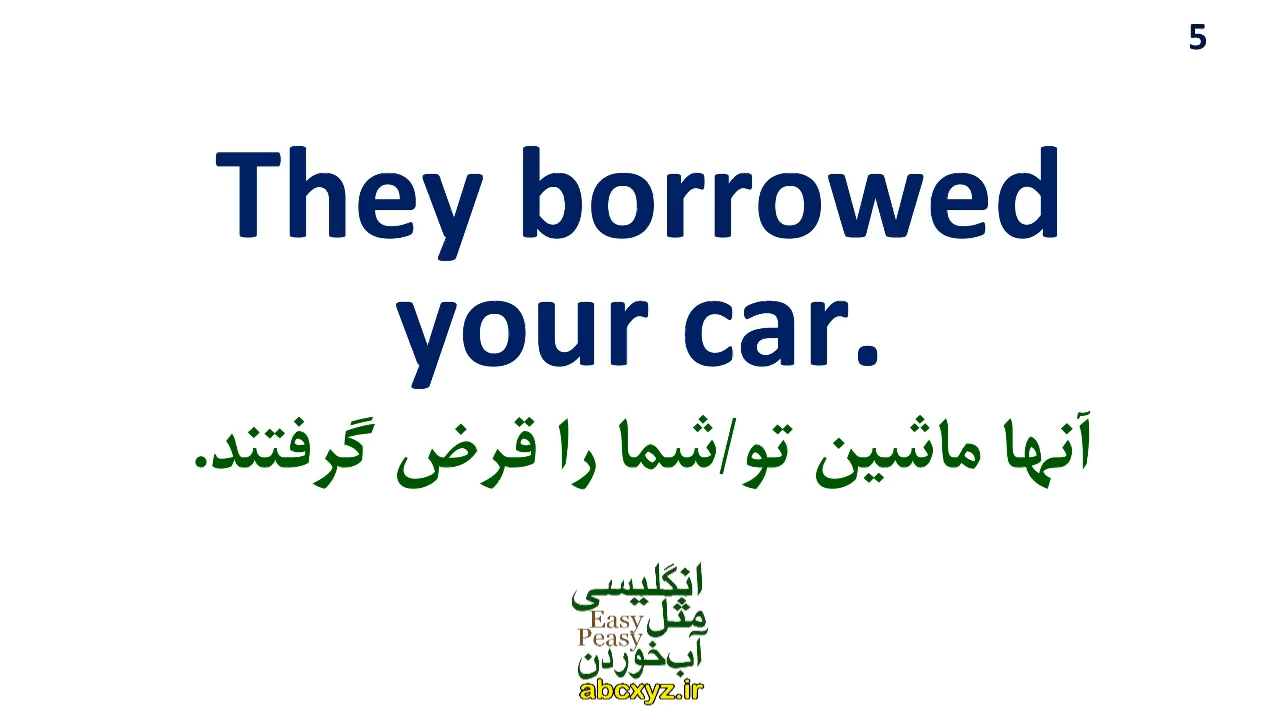 5
They borrowed
your car.
آنها ماشین تو/شما را قرض گرفتند.
انگلیسی
مثل
Easy
Peasy
آب‌خوردن
abcxyz.ir